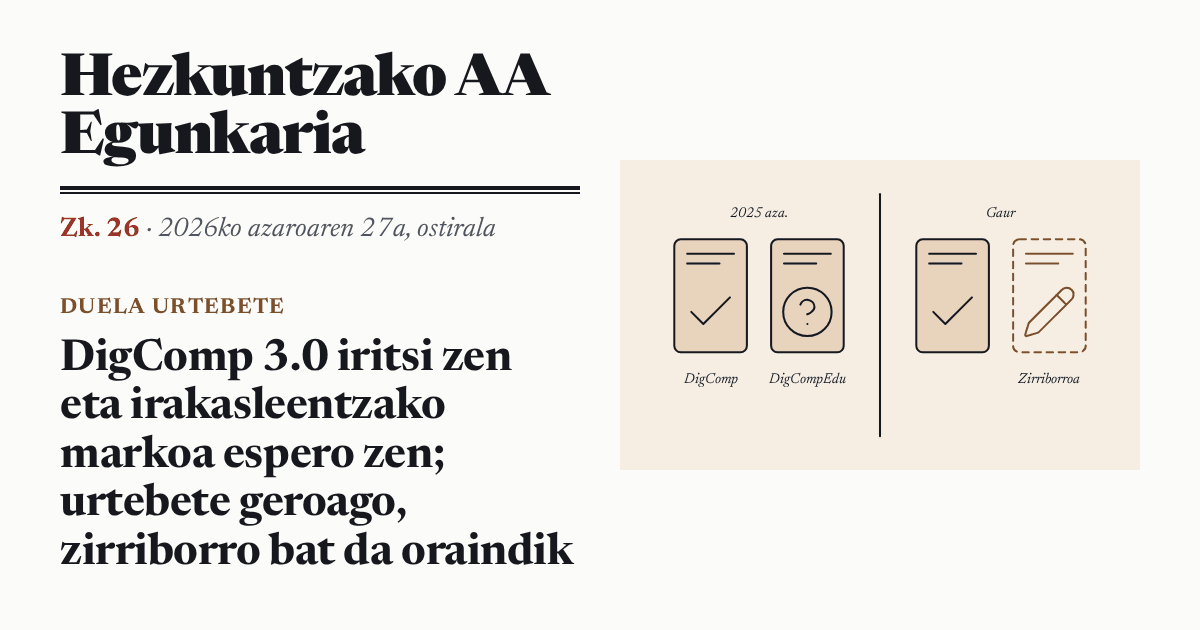 Hezkuntzako AA
Egunkaria
Zk. 26 · 2026ko azaroaren 27a, ostirala
DUELA URTEBETE
DigComp 3.0 iritsi zen
eta irakasleentzako
markoa espero zen;
urtebete geroago,
zirriborro bat da oraindik
2025 aza.
Gaur
?
DigComp
DigCompEdu
Zirriborroa